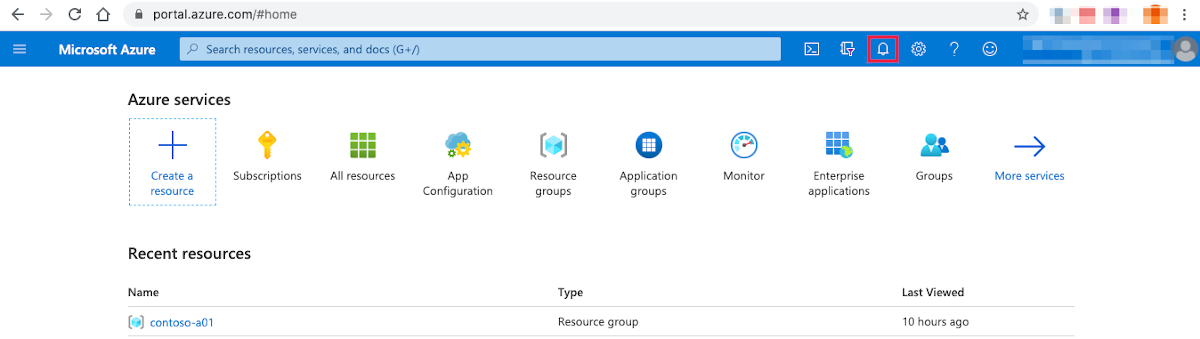 portal.azure.com/#home
Microsoft Azure
Search resources, services, and docs (G+/)
Azure services
Create a resource
Subscriptions
All resources
App Configuration
Resource groups
Application groups
Monitor
Enterprise applications
Groups
More services
Recent resources
Name Type Last Viewed
contoso-a01 Resource group 10 hours ago